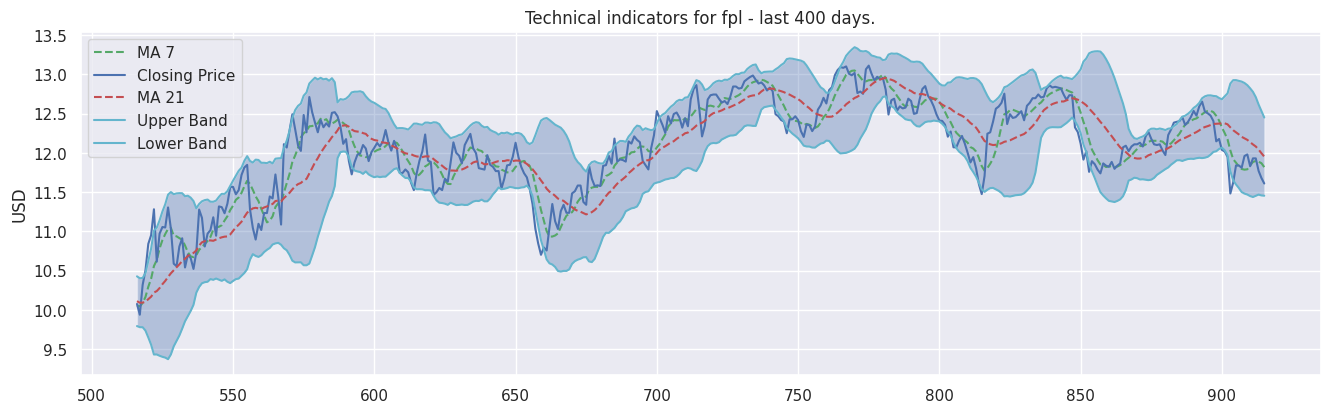 Technical indicators for fpl - last 400 days.
MA 7
Closing Price
MA 21
Upper Band
Lower Band
USD
13.5
13.0
12.5
12.0
11.5
11.0
10.5
10.0
9.5
500
550
600
650
700
750
800
850
900